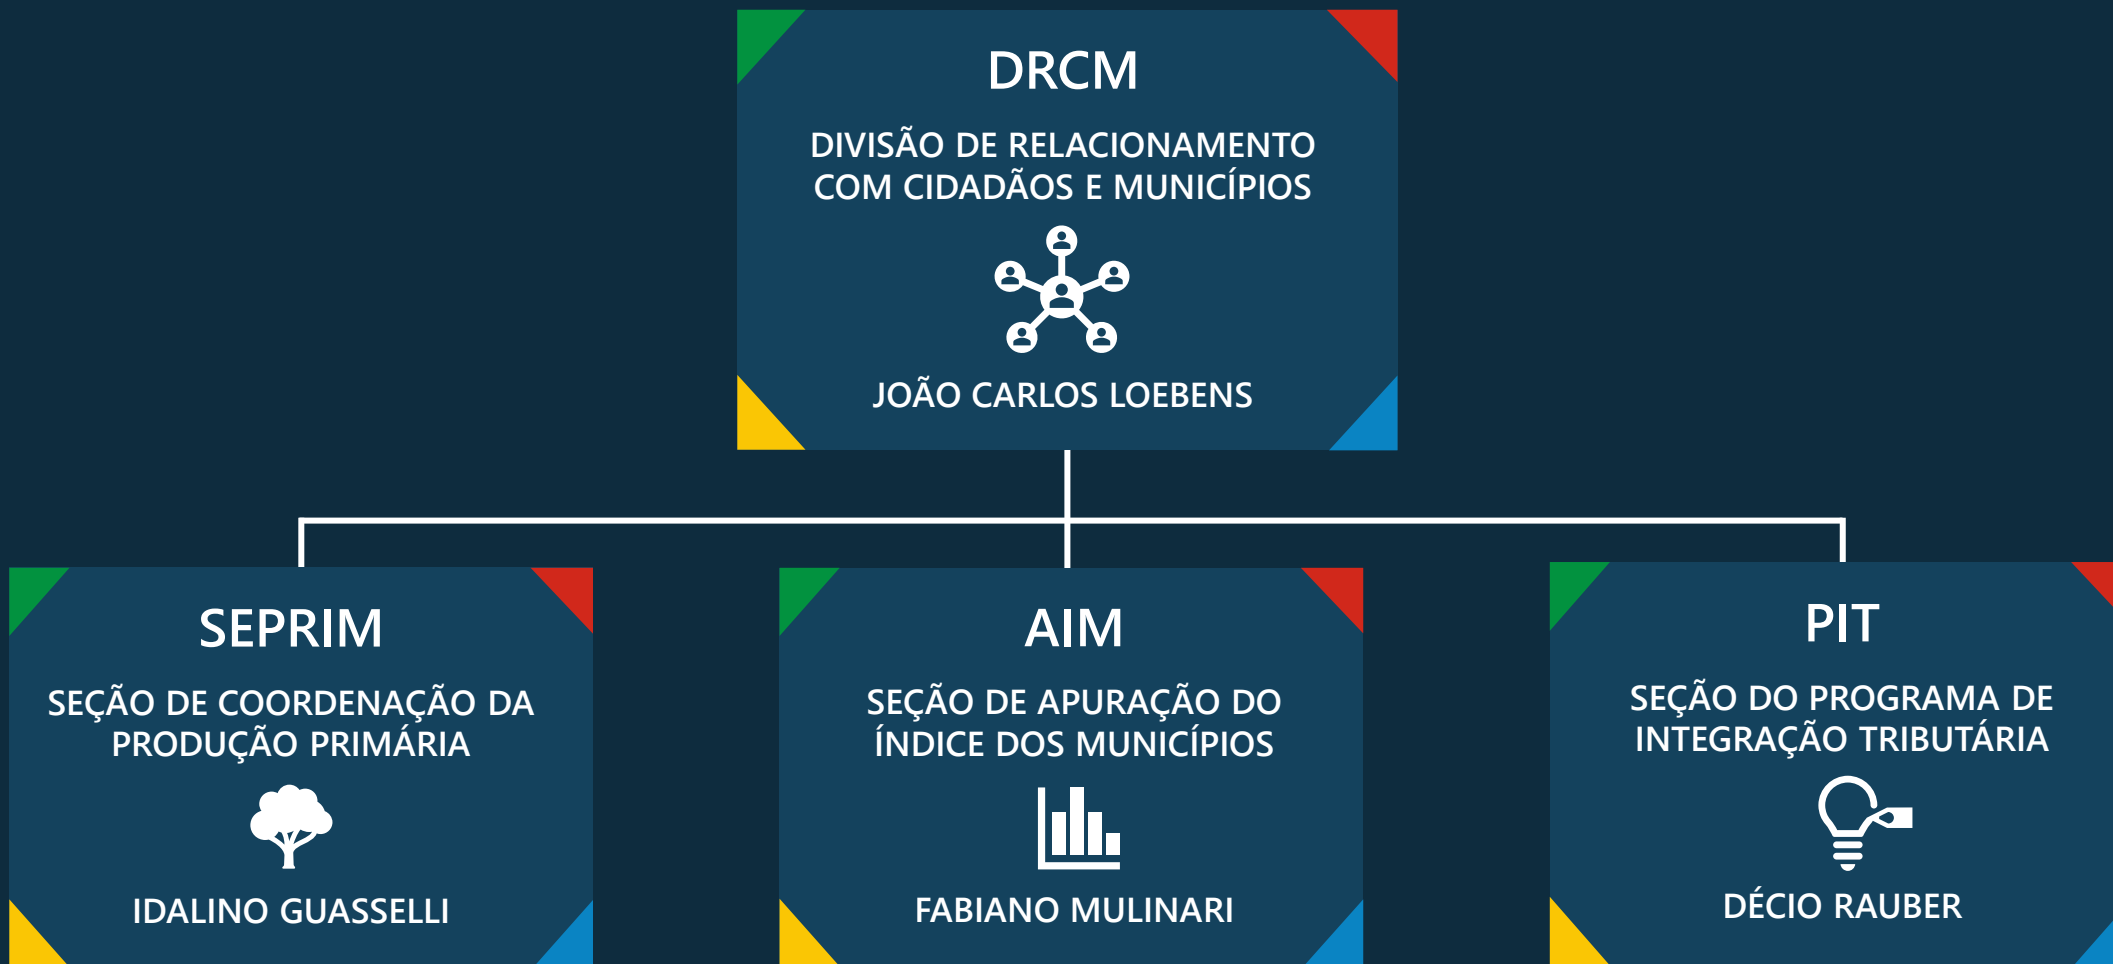 DRCM
DIVISÃO DE RELACIONAMENTO
COM CIDADÃOS E MUNICÍPIOS
JOÃO CARLOS LOEBENS
SEPRIM
SEÇÃO DE COORDENAÇÃO DA
PRODUÇÃO PRIMÁRIA
IDALINO GUASSELLI
AIM
SEÇÃO DE APURAÇÃO DO
ÍNDICE DOS MUNICÍPIOS
FABIANO MULINARI
PIT
SEÇÃO DO PROGRAMA DE
INTEGRAÇÃO TRIBUTÁRIA
DÉCIO RAUBER